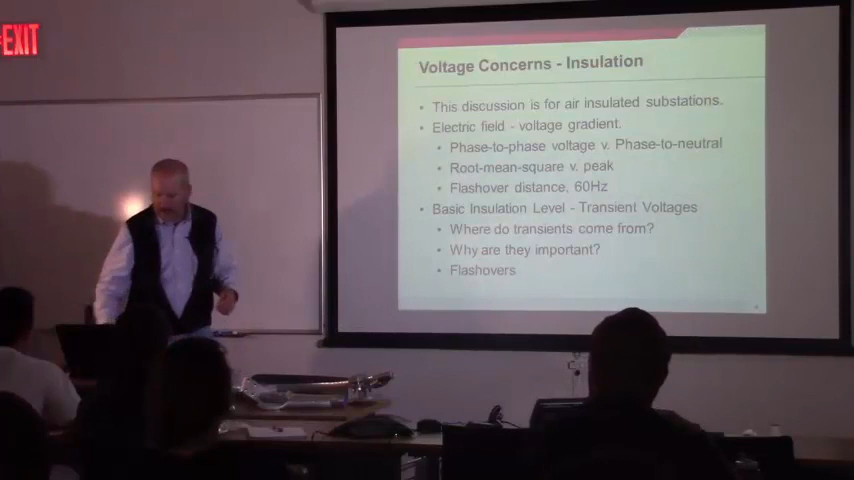 EXIT
Voltage Concerns - Insulation
• This discussion is for air insulated substations.
• Electric field - voltage gradient.
• Phase-to-phase voltage v. Phase-to-neutral
• Root-mean-square v. peak
• Flashover distance, 60Hz
• Basic Insulation Level - Transient Voltages
• Where do transients come from?
• Why are they important?
• Flashovers